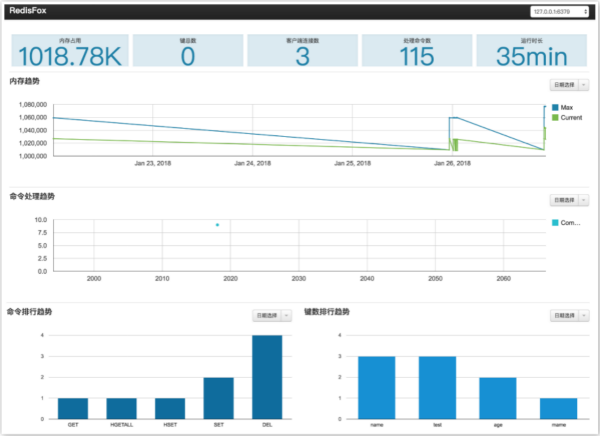 RedisFox
127.0.0.1:6379
内存占用
1018.78K
键总数
0
客户端连接数
3
处理命令数
115
运行时长
35min
内存趋势
日期选择
1,080,000
1,060,000
1,040,000
1,020,000
1,000,000
Jan 23, 2018
Jan 24, 2018
Jan 25, 2018
Jan 26, 2018
Max
Current
命令处理趋势
日期选择
10.0
7.5
5.0
2.5
0.0
2000
2010
2020
2030
2040
2050
2060
Com...
命令排行趋势
日期选择
4
3
2
1
0
GET
HGETALL
HSET
SET
DEL
键数排行趋势
日期选择
4
3
2
1
0
name
test
age
mame